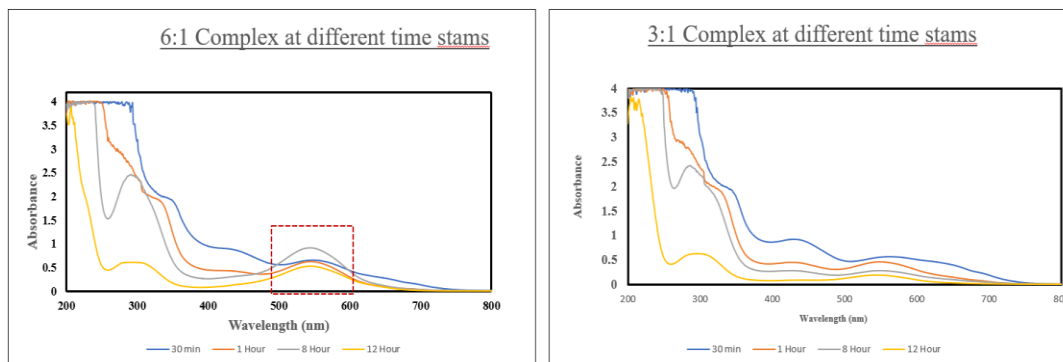 6:1 Complex at different time stams
4
3.5
3
2.5
2
1.5
1
0.5
0
Absorbance
200 300 400 500 600 700 800
Wavelength (nm)
30 min 1 Hour 8 Hour 12 Hour
3:1 Complex at different time stams
4
3.5
3
2.5
2
1.5
1
0.5
0
Absorbance
200 300 400 500 600 700 800
Wavelength (nm)
30 min 1 Hour 8 Hour 12 Hour